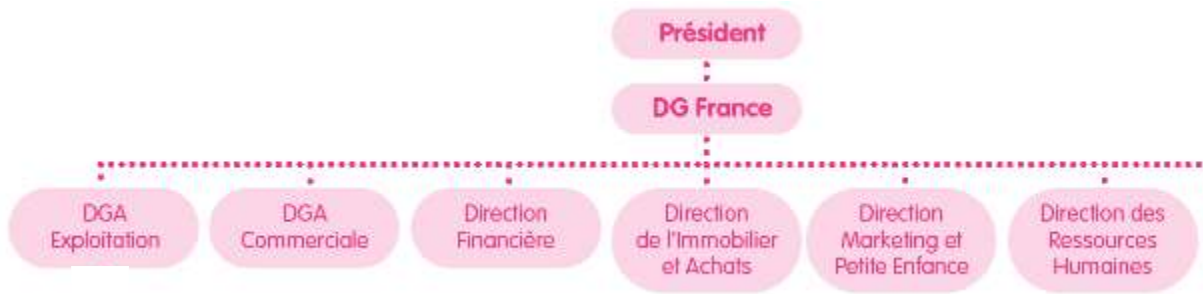 Président
DG France
DGA
Exploitation
DGA
Commerciale
Direction
Financière
Direction
de l'Immobilier
et Achats
Direction
Marketing et
Petite Enfance
Direction des
Ressources
Humaines